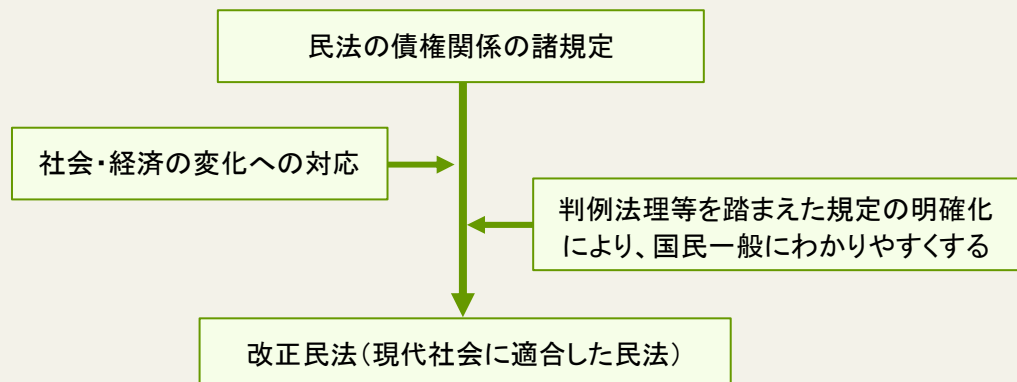 民法の債権関係の諸規定
社会・経済の変化への対応
判例法理等を踏まえた規定の明確化
により、国民一般にわかりやすくする
改正民法(現代社会に適合した民法)